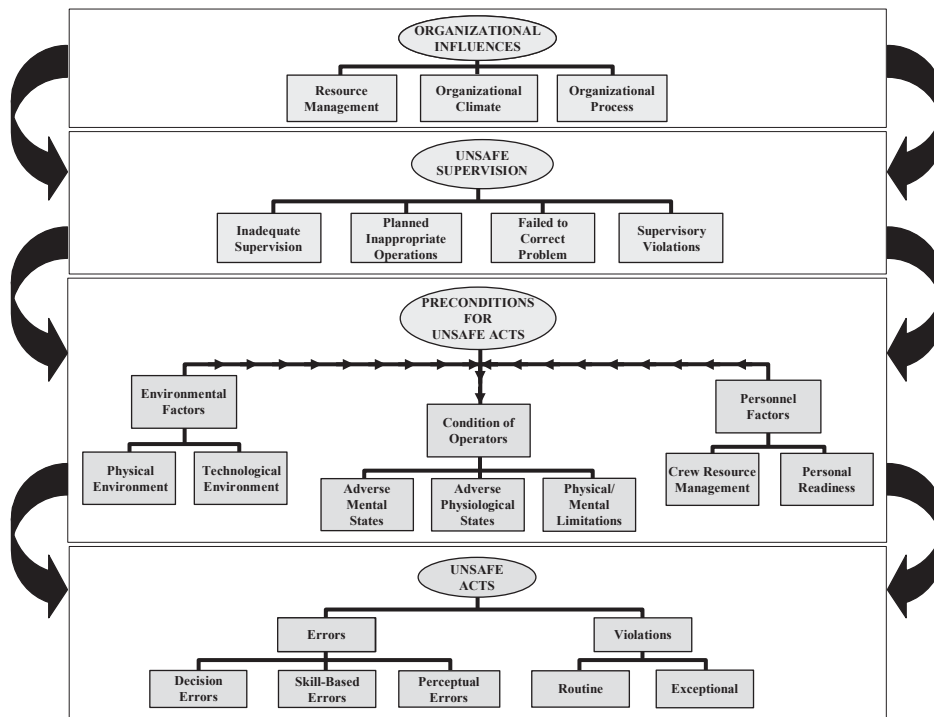 ORGANIZATIONAL
INFLUENCES
Resource
Management
Organizational
Climate
Organizational
Process
UNSAFE
SUPERVISION
Inadequate
Supervision
Planned
Inappropriate
Operations
Failed to
Correct
Problem
Supervisory
Violations
PRECONDITIONS
FOR
UNSAFE ACTS
Environmental
Factors
Condition of
Operators
Personnel
Factors
Physical
Environment
Technological
Environment
Adverse
Mental
States
Adverse
Physiological
States
Physical/
Mental
Limitations
Crew Resource
Management
Personal
Readiness
UNSAFE
ACTS
Errors
Violations
Decision
Errors
Skill-Based
Errors
Perceptual
Errors
Routine
Exceptional